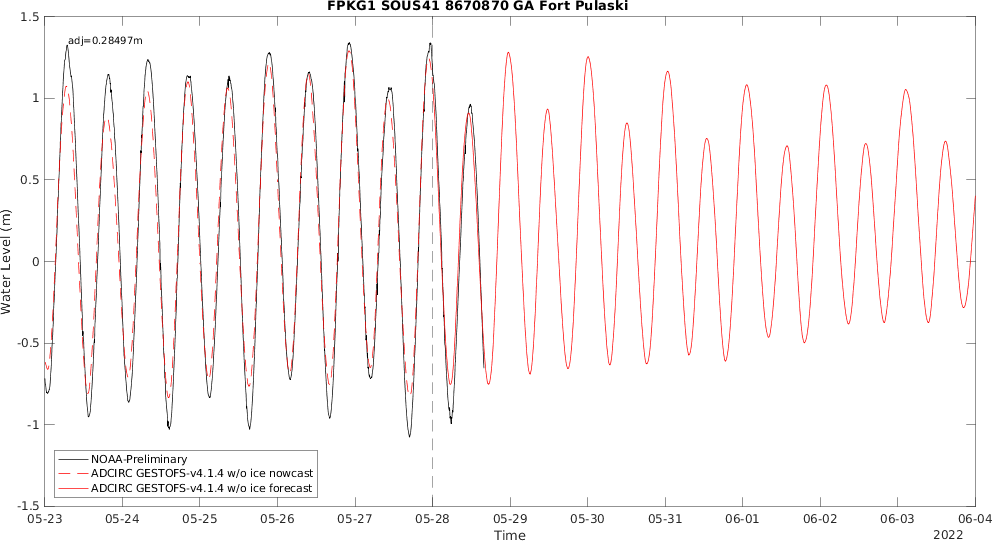 FPKG1 SOUS41 8670870 GA Fort Pulaski
adj=0.28497m
1.5
1
0.5
0
-0.5
-1
-1.5
Water Level (m)
NOAA-Preliminary
ADCIRC GESTOFS-v4.1.4 w/o ice nowcast
ADCIRC GESTOFS-v4.1.4 w/o ice forecast
05-23 05-24 05-25 05-26 05-27 05-28 05-29 05-30 05-31 06-01 06-02 06-03 06-04
Time
2022